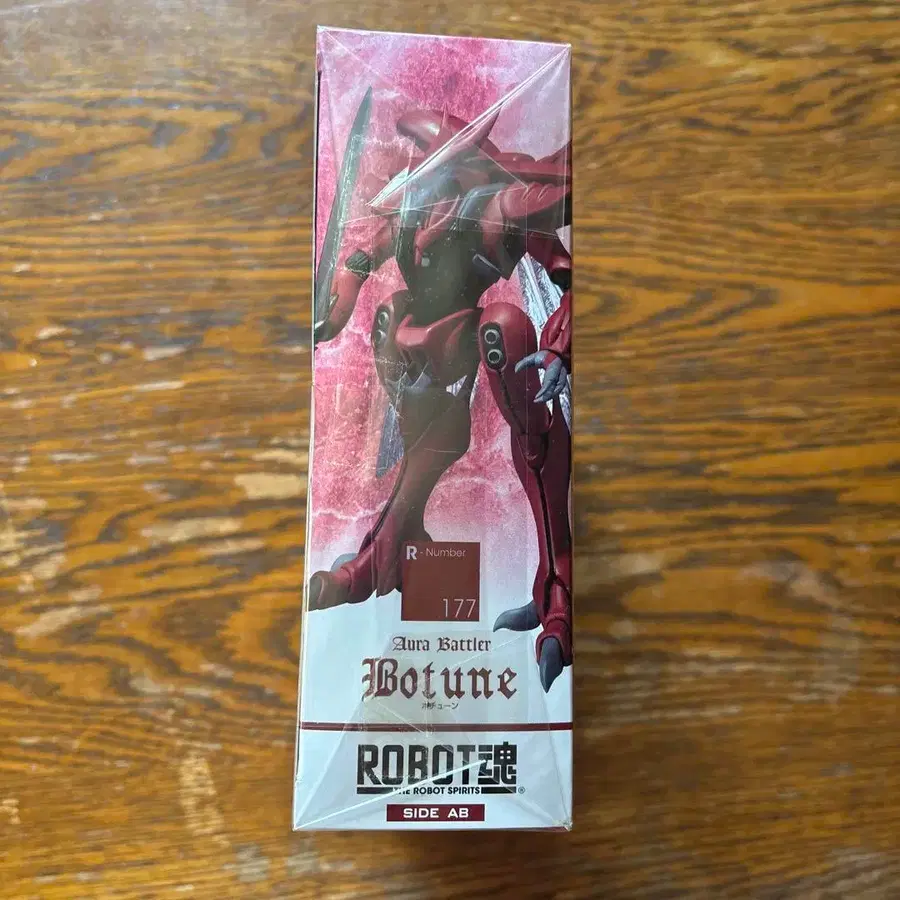 R - Number
177
Aura Battler
Botune
ボチューン
ROBOT魂
THE ROBOT SPIRITS ®
SIDE AB